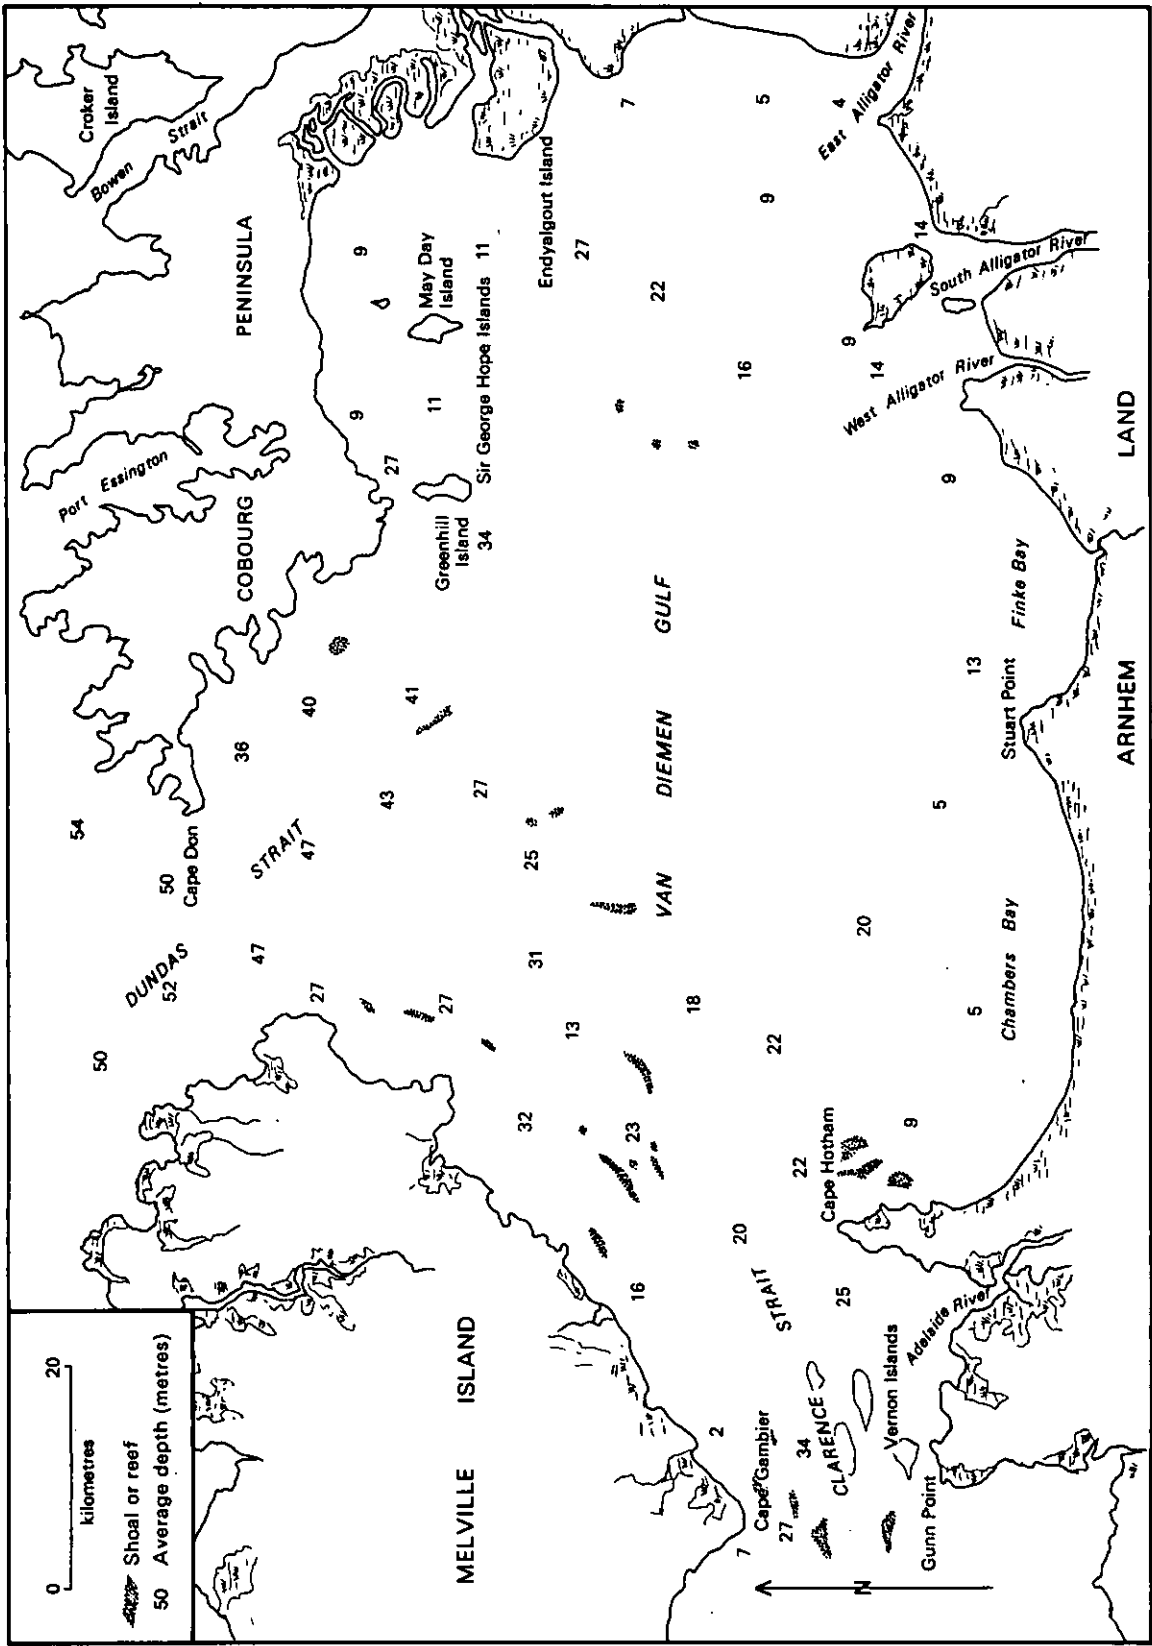 0 20
kilometres
Shoal or reef
50 Average depth (metres)
MELVILLE ISLAND
DUNDAS
STRAIT
Cape Don
COBOURG
PENINSULA
Port Essington
Bowen Strait
Croker
Island
Greenhill
Island
May Day
Island
Sir George Hope Islands
Endyalgout Island
VAN DIEMEN GULF
Cape Gambier
CLARENCE
STRAIT
Vernon Islands
Gunn Point
Adelaide River
Cape Hotham
Chambers Bay
Stuart Point
Finke Bay
West Alligator River
South Alligator River
East Alligator River
ARNHEM LAND
N
50
52
54
50
47
47
36
40
27
43
41
27
27
9
9
11
34
11
32
13
31
25
27
27
16
23
18
22
7
2
20
22
16
9
5
7
27
34
25
22
20
14
9
14
4
9
5
5
13
9